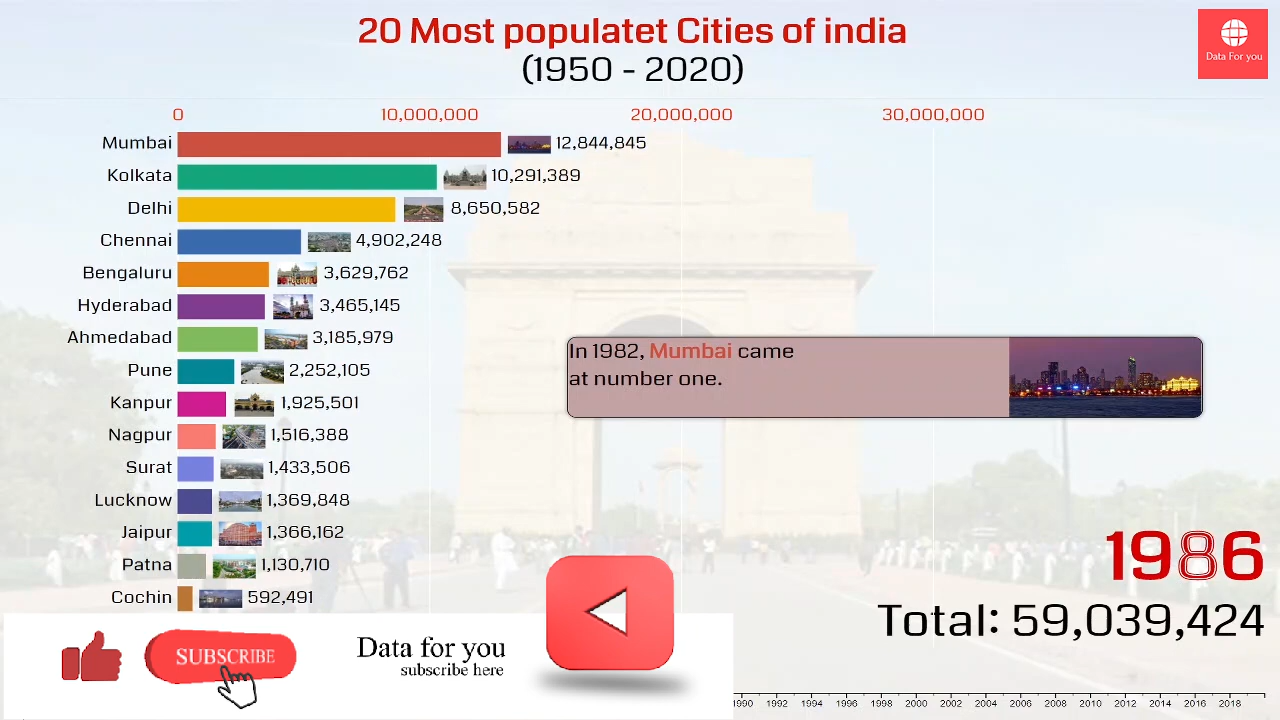 20 Most populatet Cities of india
(1950 - 2020)
Data For you
0 10,000,000 20,000,000 30,000,000
Mumbai 12,844,845
Kolkata 10,291,389
Delhi 8,650,582
Chennai 4,902,248
Bengaluru 3,629,762
Hyderabad 3,465,145
Ahmedabad 3,185,979
Pune 2,252,105
Kanpur 1,925,501
Nagpur 1,516,388
Surat 1,433,506
Lucknow 1,369,848
Jaipur 1,366,162
Patna 1,130,710
Cochin 592,491
In 1982, Mumbai came
at number one.
1986
Total: 59,039,424
SUBSCRIBE
Data for you
subscribe here
1990 1992 1994 1996 1998 2000 2002 2004 2006 2008 2010 2012 2014 2016 2018